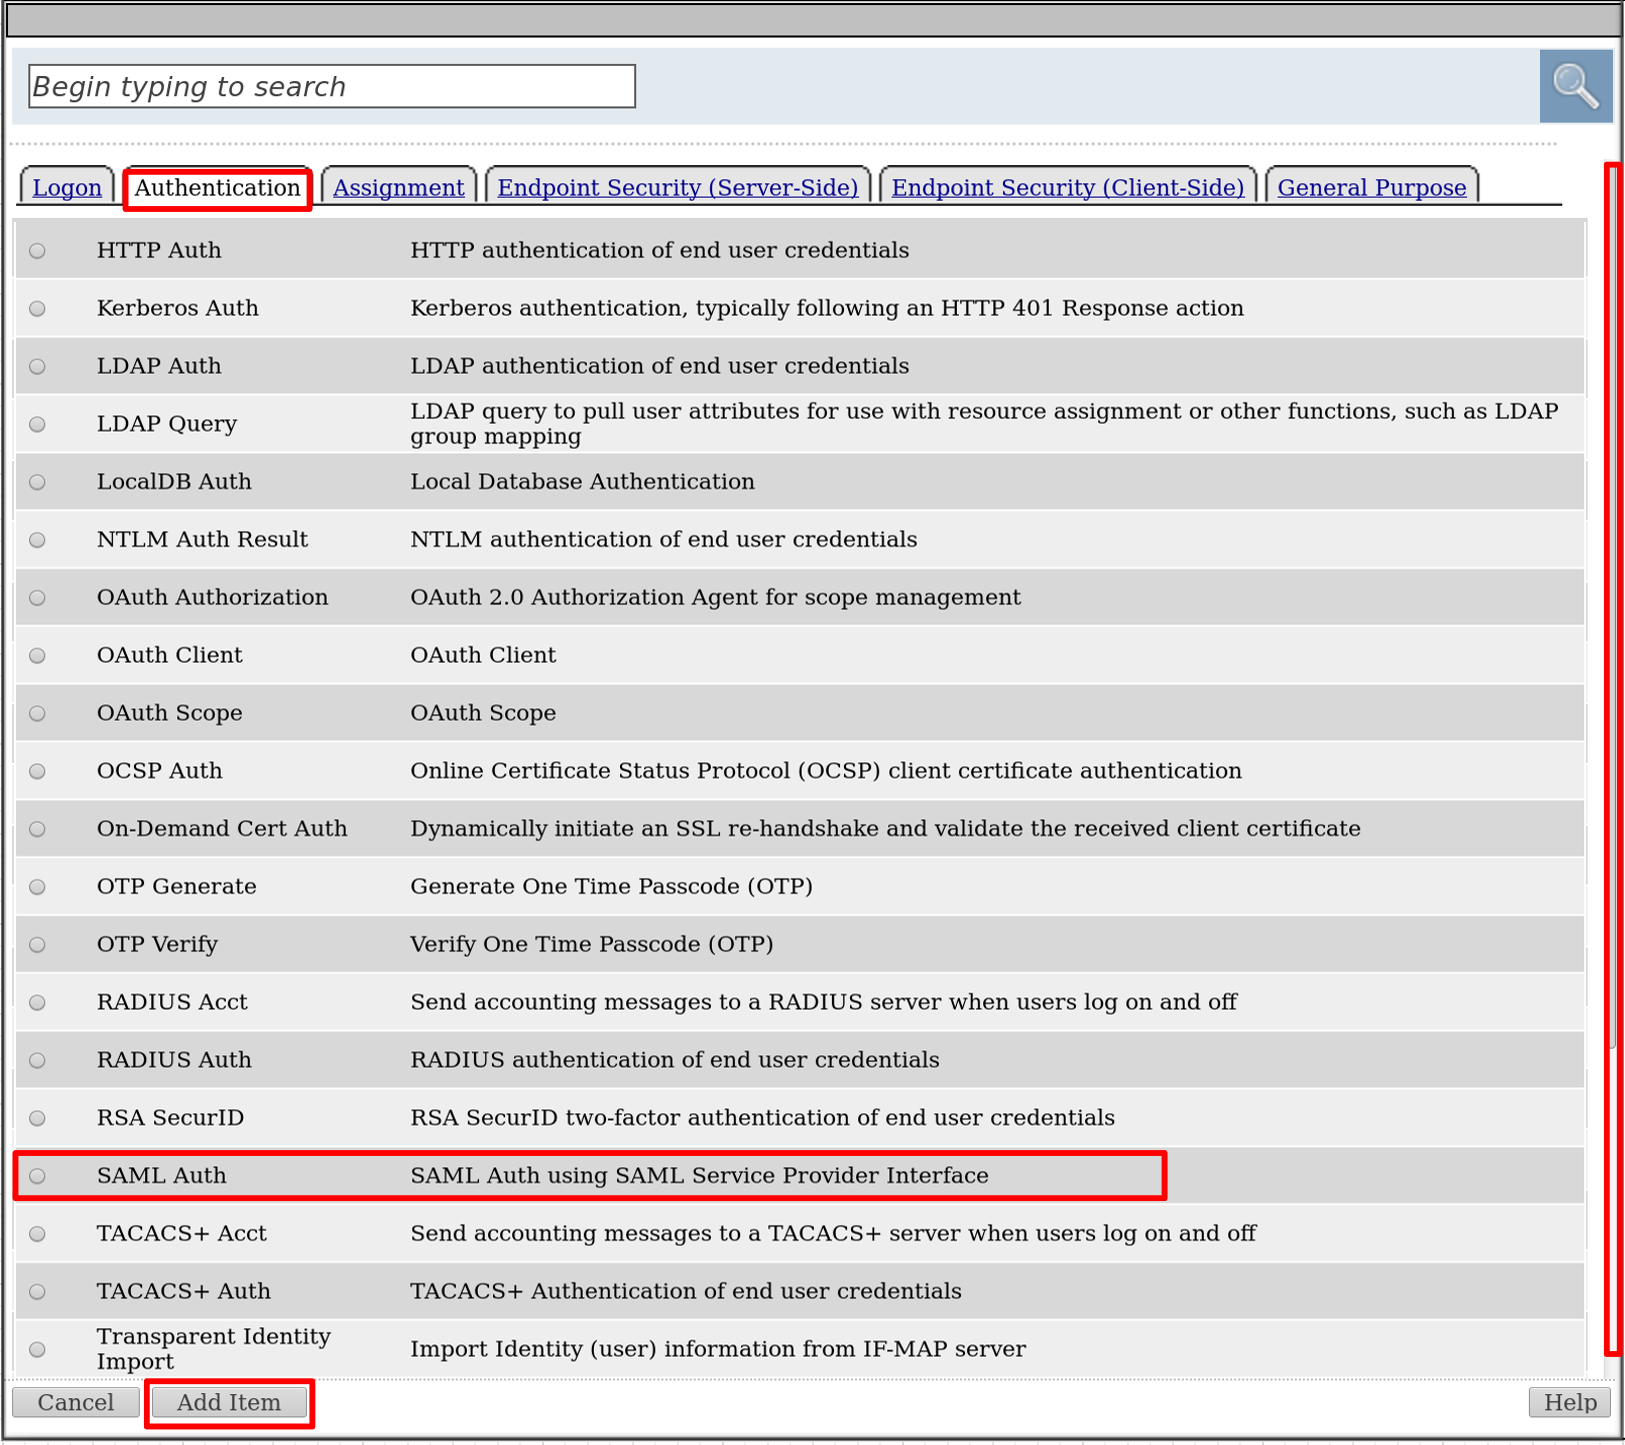 Begin typing to search
Logon Authentication Assignment Endpoint Security (Server-Side) Endpoint Security (Client-Side) General Purpose
HTTP Auth HTTP authentication of end user credentials
Kerberos Auth Kerberos authentication, typically following an HTTP 401 Response action
LDAP Auth LDAP authentication of end user credentials
LDAP Query LDAP query to pull user attributes for use with resource assignment or other functions, such as LDAP
group mapping
LocalDB Auth Local Database Authentication
NTLM Auth Result NTLM authentication of end user credentials
OAuth Authorization OAuth 2.0 Authorization Agent for scope management
OAuth Client OAuth Client
OAuth Scope OAuth Scope
OCSP Auth Online Certificate Status Protocol (OCSP) client certificate authentication
On-Demand Cert Auth Dynamically initiate an SSL re-handshake and validate the received client certificate
OTP Generate Generate One Time Passcode (OTP)
OTP Verify Verify One Time Passcode (OTP)
RADIUS Acct Send accounting messages to a RADIUS server when users log on and off
RADIUS Auth RADIUS authentication of end user credentials
RSA SecurID RSA SecurID two-factor authentication of end user credentials
SAML Auth SAML Auth using SAML Service Provider Interface
TACACS+ Acct Send accounting messages to a TACACS+ server when users log on and off
TACACS+ Auth TACACS+ Authentication of end user credentials
Transparent Identity
Import Import Identity (user) information from IF-MAP server
Cancel Add Item Help